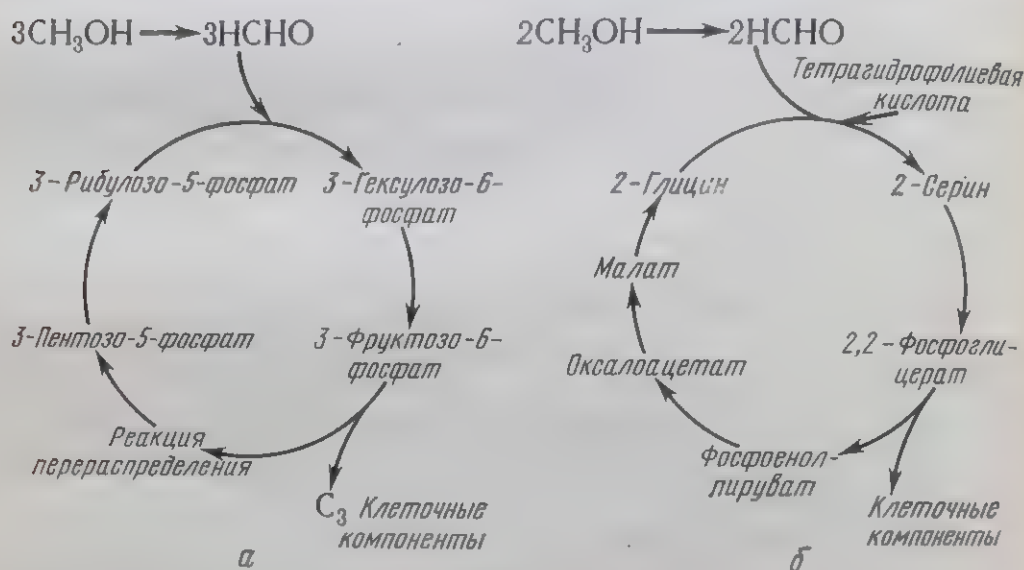 3CH₃OH → 3HCHO
3-Рибулозо-5-фосфат
3-Гексулозо-6-
фосфат
3-Пентозо-5-фосфат
3-Фруктозо-6-
фосфат
Реакция
перераспределения
C₃ Клеточные
компоненты
а
2CH₃OH → 2HCHO
Тетрагидрофолиевая
кислота
2-Глицин
2-Серин
Малат
Оксалоацетат
2,2-Фосфогли-
церат
Фосфоенол-
пируват
Клеточные
компоненты
б